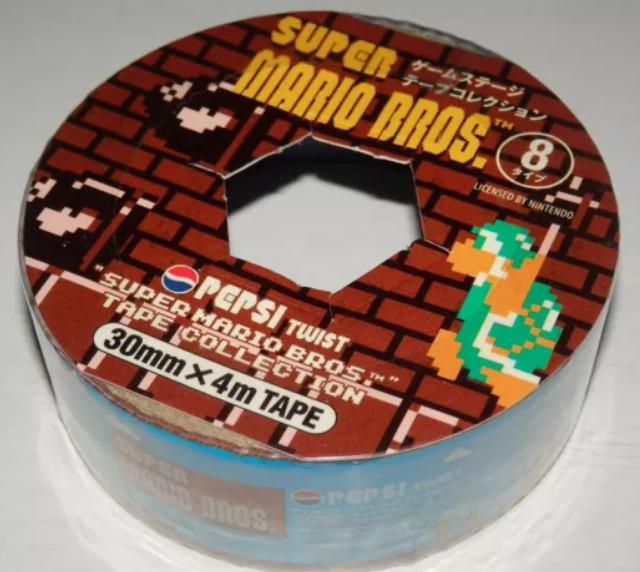 SUPER
MARIO BROS.™
ゲームステージ
テープコレクション
8
タイプ
LICENSED BY NINTENDO
PEPSI TWIST
"SUPER MARIO BROS.™"
TAPE COLLECTION
30mm×4m TAPE
SUPER
MARIO BROS.
PEPSI TWIST